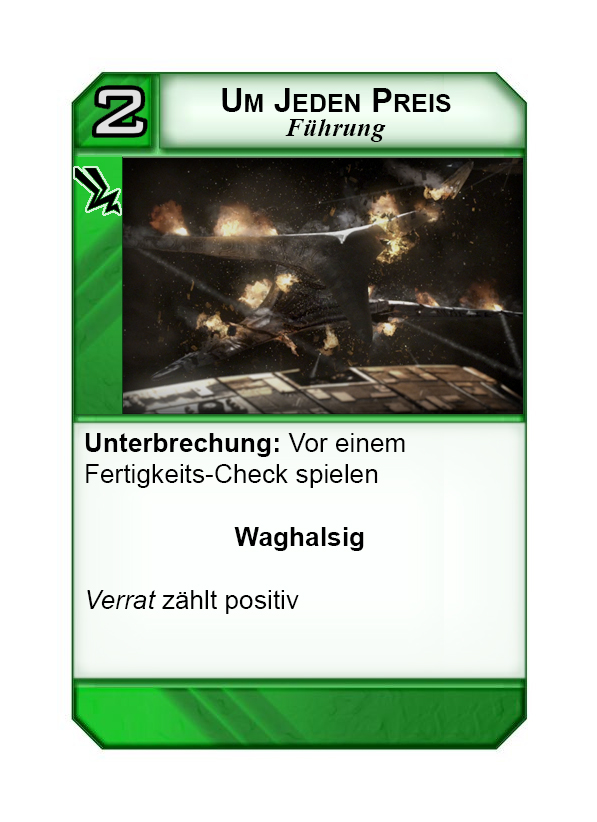 2
Um Jeden Preis
Führung
Unterbrechung: Vor einem
Fertigkeits-Check spielen
Waghalsig
Verrat zählt positiv